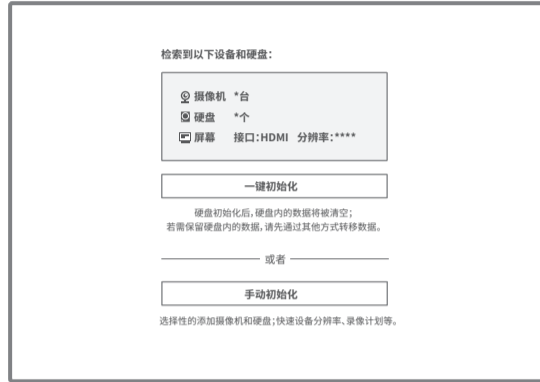 检索到以下设备和硬盘：
摄像机 *台
硬盘 *个
屏幕 接口：HDMI 分辨率：****
一键初始化
硬盘初始化后，硬盘内的数据将被清空；
若需保留硬盘内的数据，请先通过其他方式转移数据。
或者
手动初始化
选择性的添加摄像机和硬盘；快速设备分辨率、录像计划等。